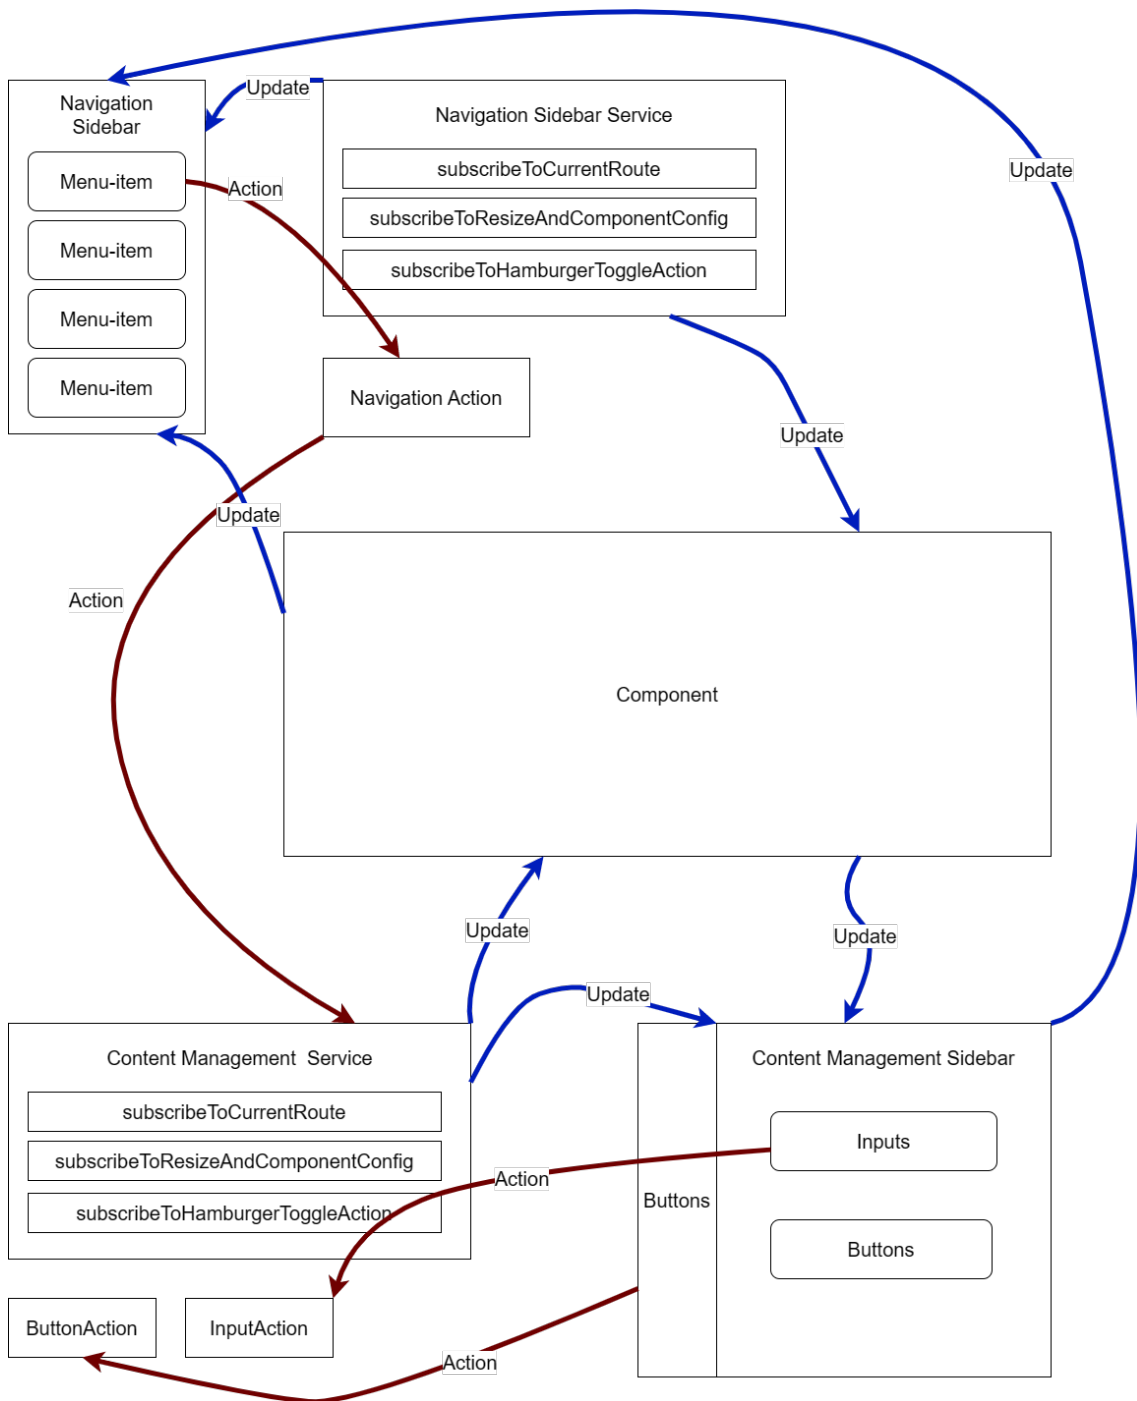 Navigation
Sidebar
Menu-item
Menu-item
Menu-item
Menu-item
Update
Navigation Sidebar Service
subscribeToCurrentRoute
subscribeToResizeAndComponentConfig
subscribeToHamburgerToggleAction
Update
Action
Navigation Action
Update
Update
Action
Component
Update
Update
Update
Content Management  Service
subscribeToCurrentRoute
subscribeToResizeAndComponentConfig
subscribeToHamburgerToggleAction
Content Management Sidebar
Inputs
Action
Buttons
Buttons
ButtonAction
InputAction
Action